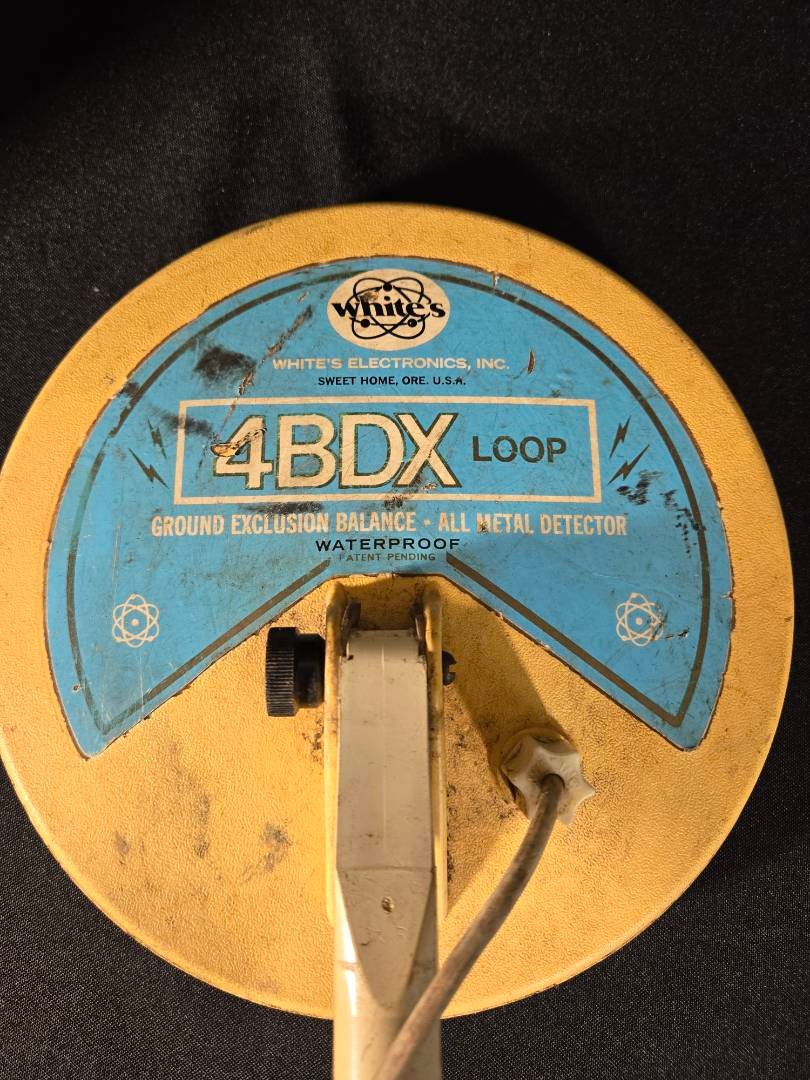 White's
WHITE'S ELECTRONICS, INC.
SWEET HOME, ORE. U.S.A.
4BDX LOOP
GROUND EXCLUSION BALANCE - ALL METAL DETECTOR
WATERPROOF
PATENT PENDING